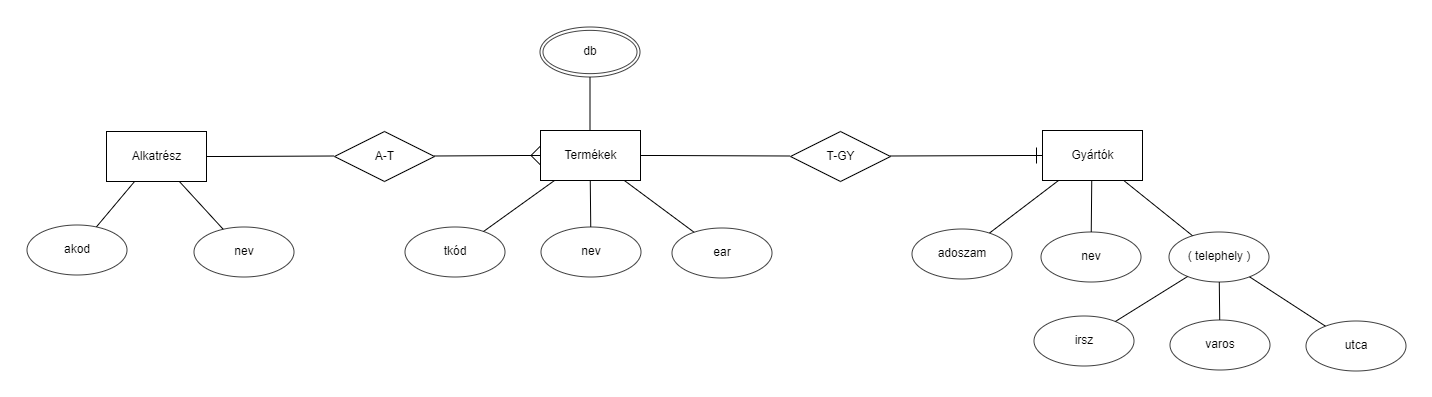 db
Alkatrész
A-T
Termékek
T-GY
Gyártók
akod
nev
tkód
nev
ear
adoszam
nev
( telephely )
irsz
varos
utca